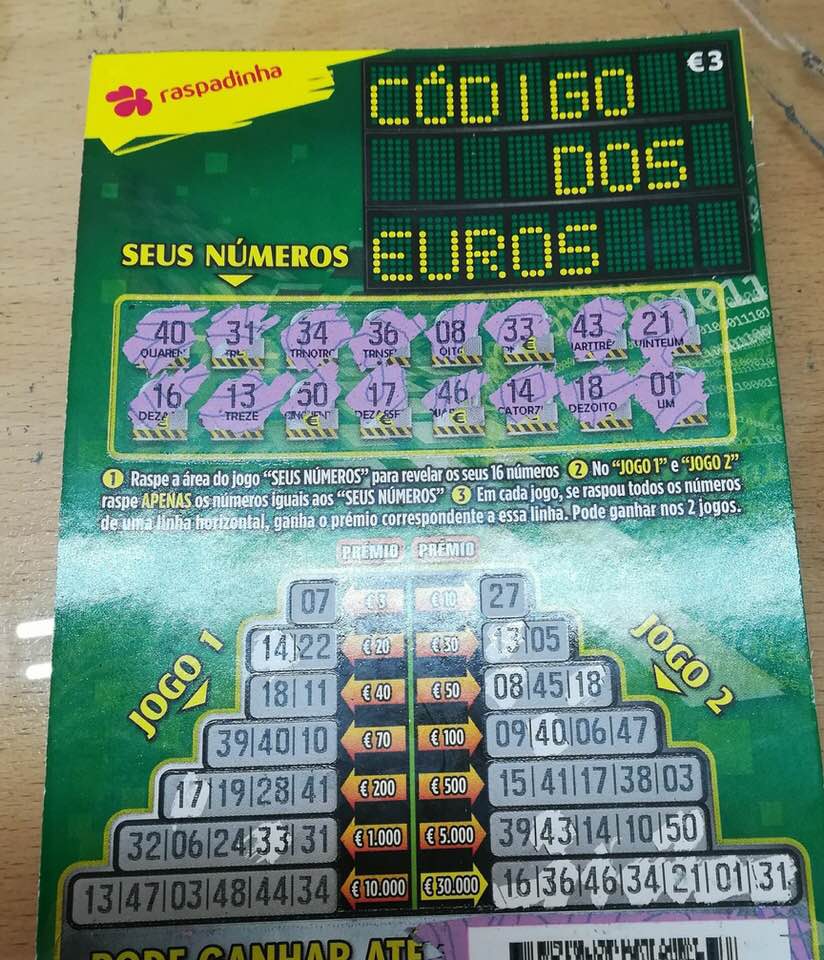 raspadinha
€3
CÓDIGO
DOS
EUROS
SEUS NÚMEROS
40 31 34 36 08 33 43 21
16 13 50 17 46 14 18 01
TREZE DEZOITO UM
1 Raspe a área do jogo "SEUS NÚMEROS" para revelar os seus 16 números 2 No "JOGO 1" e "JOGO 2"
raspe APENAS os números iguais aos "SEUS NÚMEROS" 3 Em cada jogo, se raspou todos os números
de uma linha horizontal, ganha o prémio correspondente a essa linha. Pode ganhar nos 2 jogos.
PRÉMIO PRÉMIO
JOGO 1
JOGO 2
07 €3 €10 27
14|22 €20 €30 13|05
18|11 €40 €50 08|45|18
39|40|10 €70 €100 09|40|06|47
17|19|28|41 €200 €500 15|41|17|38|03
32|06|24|33|31 €1.000 €5.000 39|43|14|10|50
13|47|03|48|44|34 €10.000 €30.000 16|36|46|34|21|01|31
PODE GANHAR ATÉ